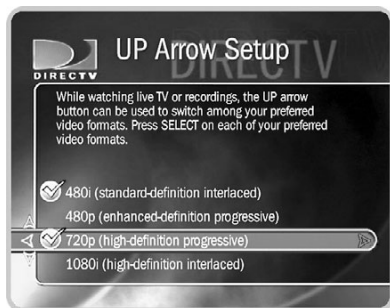 DIRECTV
UP Arrow Setup
DIRECTV
While watching live TV or recordings, the UP arrow
button can be used to switch among your preferred
video formats. Press SELECT on each of your preferred
video formats.
480i (standard-definition interlaced)
480p (enhanced-definition progressive)
720p (high-definition progressive)
1080i (high-definition interlaced)